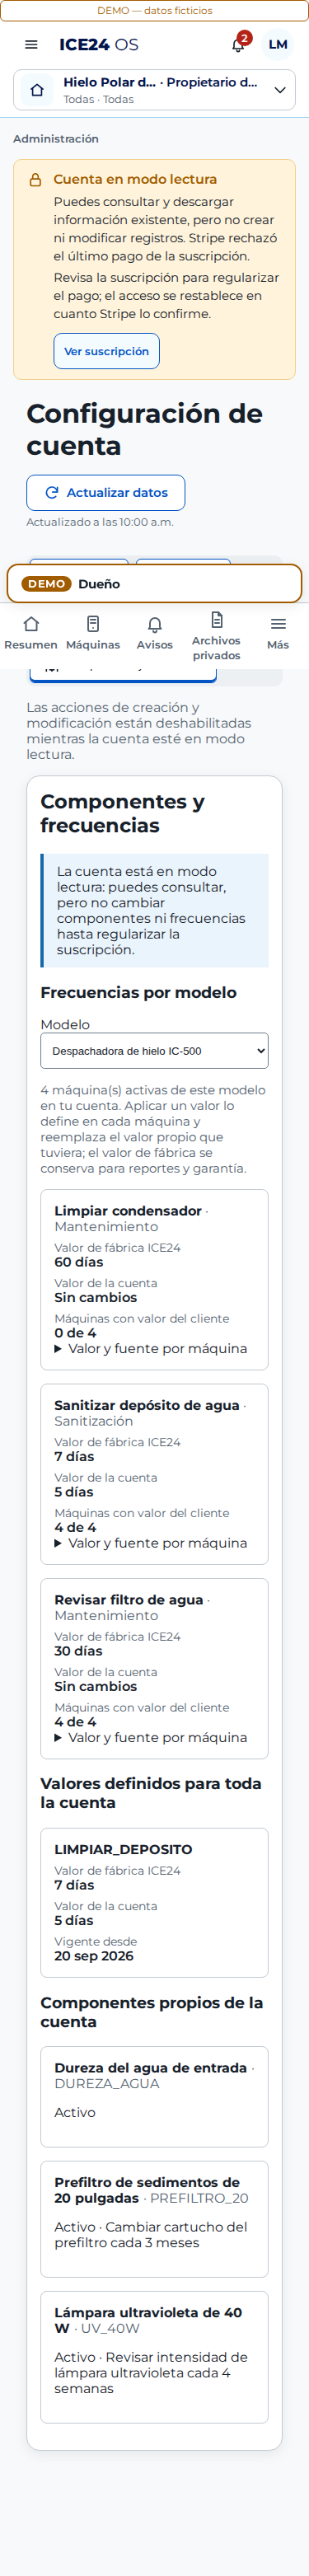 DEMO — datos ficticios
ICE24 OS
2
LM
Hielo Polar d... · Propietario d...
Todas · Todas
Administración
Cuenta en modo lectura
Puedes consultar y descargar
información existente, pero no crear
ni modificar registros. Stripe rechazó
el último pago de la suscripción.
Revisa la suscripción para regularizar
el pago; el acceso se restablece en
cuanto Stripe lo confirme.
Ver suscripción
Configuración de
cuenta
Actualizar datos
Actualizado a las 10:00 a.m.
DEMO Dueño
Resumen
Máquinas
Avisos
Archivos
privados
Más
Las acciones de creación y
modificación están deshabilitadas
mientras la cuenta esté en modo
lectura.
Componentes y
frecuencias
La cuenta está en modo
lectura: puedes consultar,
pero no cambiar
componentes ni frecuencias
hasta regularizar la
suscripción.
Frecuencias por modelo
Modelo
Despachadora de hielo IC-500
4 máquina(s) activas de este modelo
en tu cuenta. Aplicar un valor lo
define en cada máquina y
reemplaza el valor propio que
tuviera; el valor de fábrica se
conserva para reportes y garantía.
Limpiar condensador ·
Mantenimiento
Valor de fábrica ICE24
60 días
Valor de la cuenta
Sin cambios
Máquinas con valor del cliente
0 de 4
Valor y fuente por máquina
Sanitizar depósito de agua ·
Sanitización
Valor de fábrica ICE24
7 días
Valor de la cuenta
5 días
Máquinas con valor del cliente
4 de 4
Valor y fuente por máquina
Revisar filtro de agua ·
Mantenimiento
Valor de fábrica ICE24
30 días
Valor de la cuenta
Sin cambios
Máquinas con valor del cliente
4 de 4
Valor y fuente por máquina
Valores definidos para toda
la cuenta
LIMPIAR_DEPOSITO
Valor de fábrica ICE24
7 días
Valor de la cuenta
5 días
Vigente desde
20 sep 2026
Componentes propios de la
cuenta
Dureza del agua de entrada ·
DUREZA_AGUA
Activo
Prefiltro de sedimentos de
20 pulgadas · PREFILTRO_20
Activo · Cambiar cartucho del
prefiltro cada 3 meses
Lámpara ultravioleta de 40
W · UV_40W
Activo · Revisar intensidad de
lámpara ultravioleta cada 4
semanas